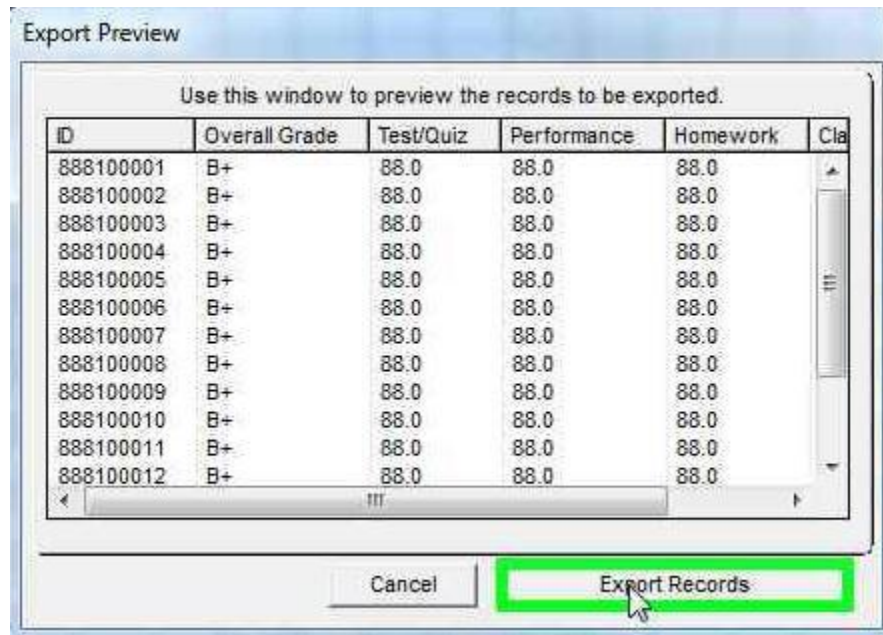 Export Preview
Use this window to preview the records to be exported.
ID Overall Grade Test/Quiz Performance Homework Cla
888100001 B+ 88.0 88.0 88.0
888100002 B+ 88.0 88.0 88.0
888100003 B+ 88.0 88.0 88.0
888100004 B+ 88.0 88.0 88.0
888100005 B+ 88.0 88.0 88.0
888100006 B+ 88.0 88.0 88.0
888100007 B+ 88.0 88.0 88.0
888100008 B+ 88.0 88.0 88.0
888100009 B+ 88.0 88.0 88.0
888100010 B+ 88.0 88.0 88.0
888100011 B+ 88.0 88.0 88.0
888100012 B+ 88.0 88.0 88.0
Cancel Export Records